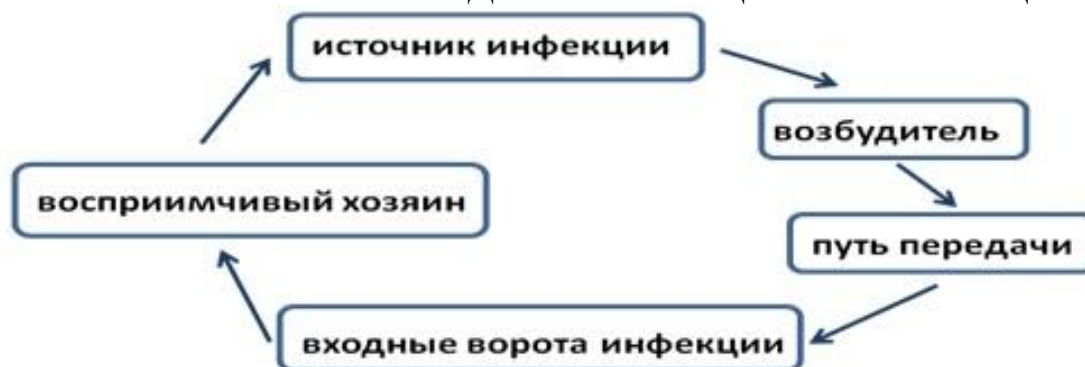 источник инфекции
возбудитель
восприимчивый хозяин
путь передачи
входные ворота инфекции